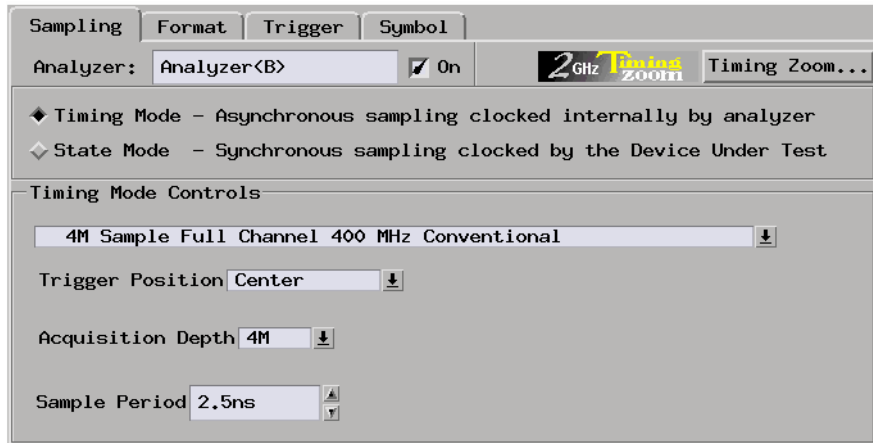 Sampling Format Trigger Symbol
Analyzer: Analyzer<B> On 2 GHz Timing Zoom Timing Zoom...
Timing Mode - Asynchronous sampling clocked internally by analyzer
State Mode - Synchronous sampling clocked by the Device Under Test
Timing Mode Controls
4M Sample Full Channel 400 MHz Conventional
Trigger Position Center
Acquisition Depth 4M
Sample Period 2.5ns